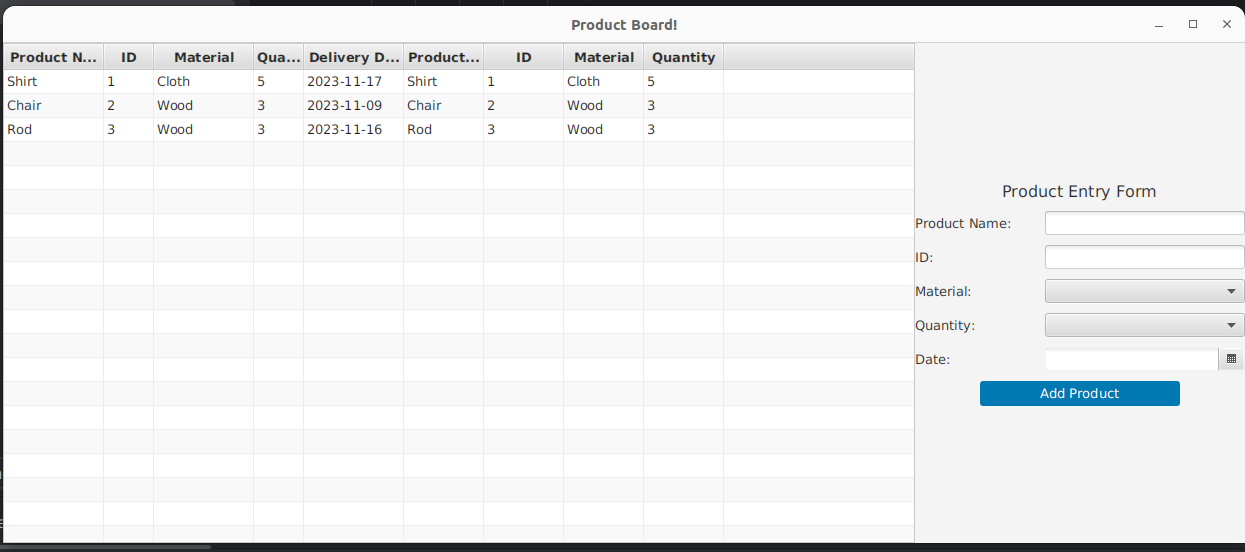 Product Board!
Product N... ID Material Qua... Delivery D... Product... ID Material Quantity
Shirt 1 Cloth 5 2023-11-17 Shirt 1 Cloth 5
Chair 2 Wood 3 2023-11-09 Chair 2 Wood 3
Rod 3 Wood 3 2023-11-16 Rod 3 Wood 3
Product Entry Form
Product Name:
ID:
Material:
Quantity:
Date:
Add Product